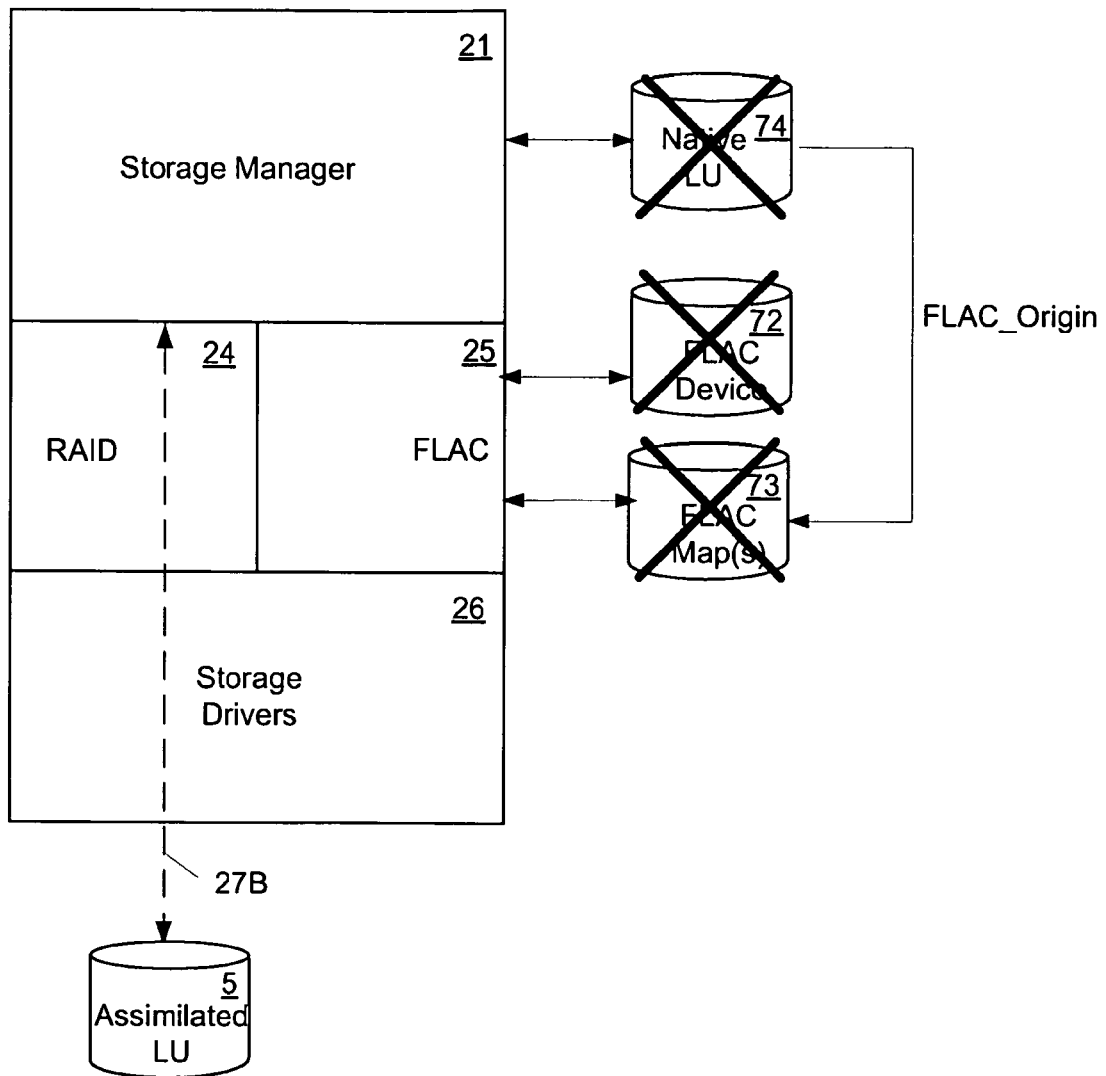 21
Storage Manager
74
Native
LU
72
FLAC
Device
FLAC_Origin
24
RAID
25
FLAC
73
FLAC
Map(s)
26
Storage
Drivers
27B
5
Assimilated
LU